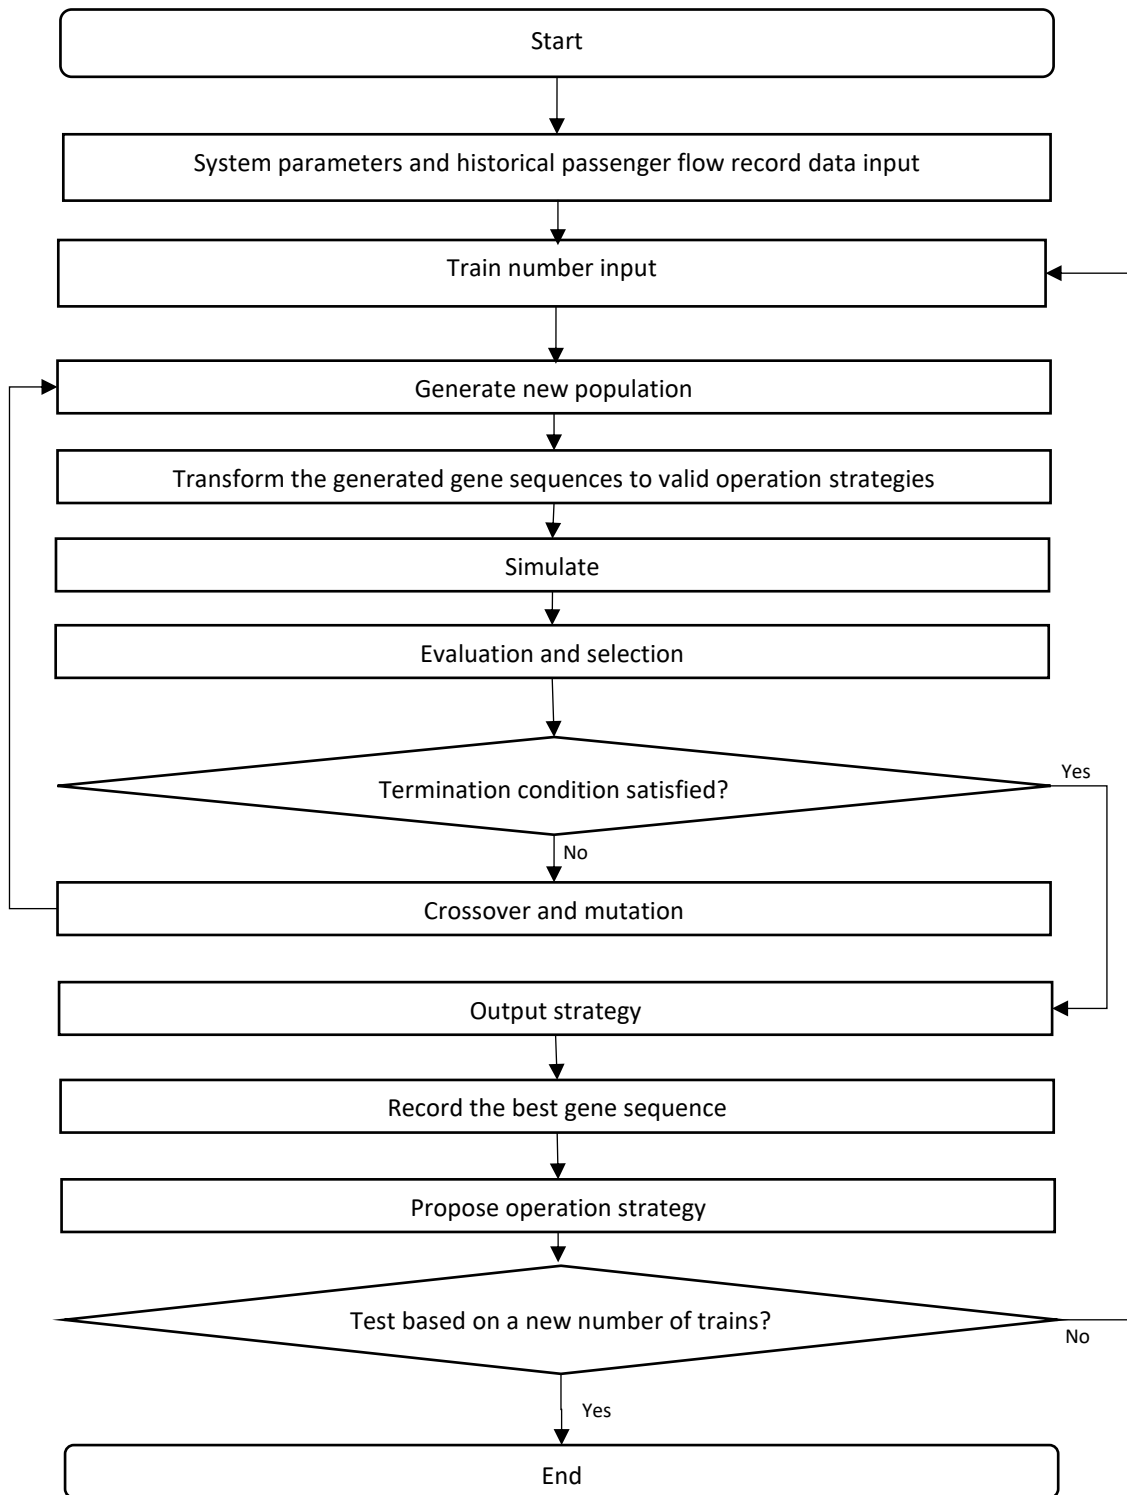 Start
System parameters and historical passenger flow record data input
Train number input
Generate new population
Transform the generated gene sequences to valid operation strategies
Simulate
Evaluation and selection
Termination condition satisfied?
Yes
No
Crossover and mutation
Output strategy
Record the best gene sequence
Propose operation strategy
Test based on a new number of trains?
No
Yes
End